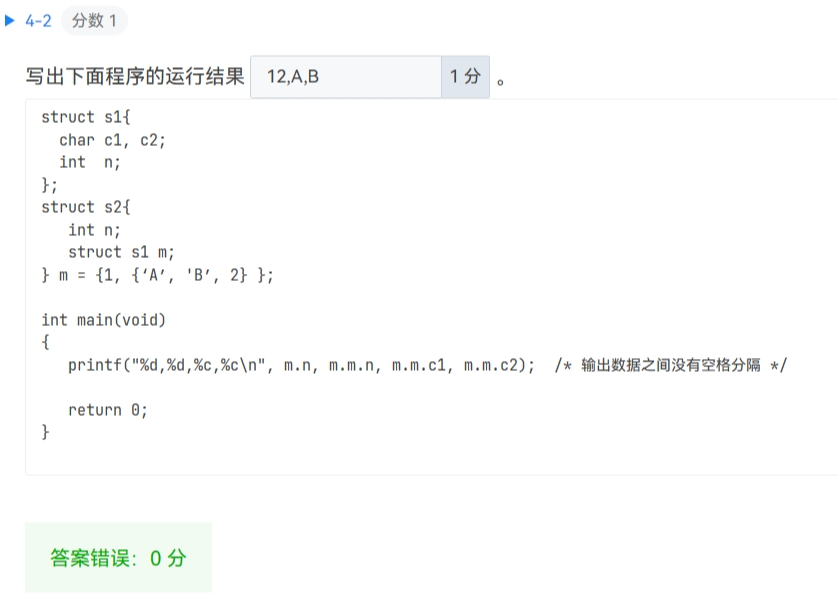 4-2 分数 1
写出下面程序的运行结果 12,A,B 1 分 。
struct s1{
  char c1, c2;
  int  n;
};
struct s2{
   int n;
   struct s1 m;
} m = {1, {‘A’, 'B’, 2} };

int main(void)
{
   printf("%d,%d,%c,%c\n", m.n, m.m.n, m.m.c1, m.m.c2);  /* 输出数据之间没有空格分隔 */

   return 0;
}
答案错误：0 分